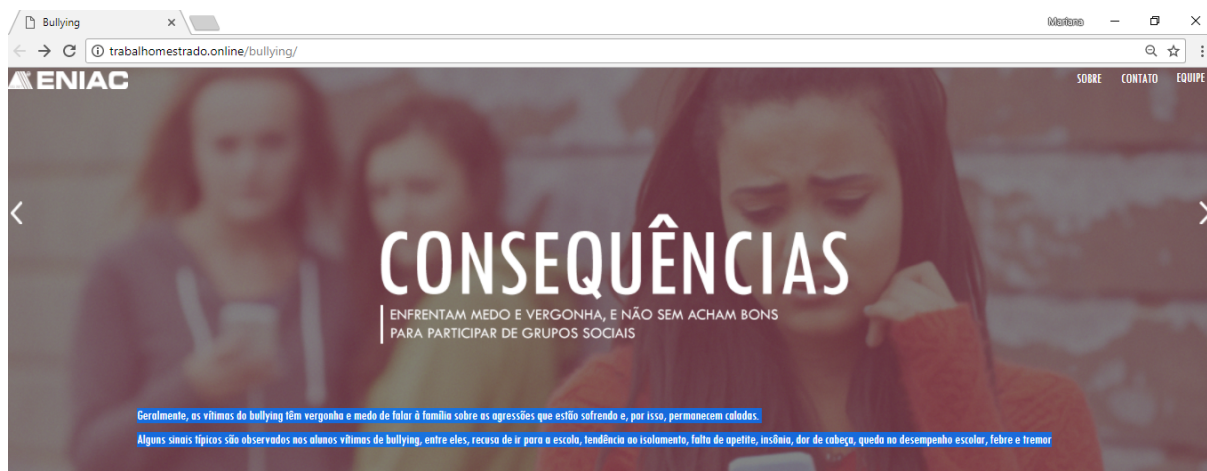 Bullying
Mariana
trabalhomestrado.online/bullying/
ENIAC
SOBRE CONTATO EQUIPE
CONSEQUÊNCIAS
ENFRENTAM MEDO E VERGONHA, E NÃO SEM ACHAM BONS
PARA PARTICIPAR DE GRUPOS SOCIAIS
Geralmente, as vítimas do bullying têm vergonha e medo de falar à família sobre as agressões que estão sofrendo e, por isso, permanecem caladas.
Alguns sinais típicos são observados nos alunos vítimas de bullying, entre eles, recusa de ir para a escola, tendência ao isolamento, falta de apetite, insônia, dor de cabeça, queda no desempenho escolar, febre e tremor